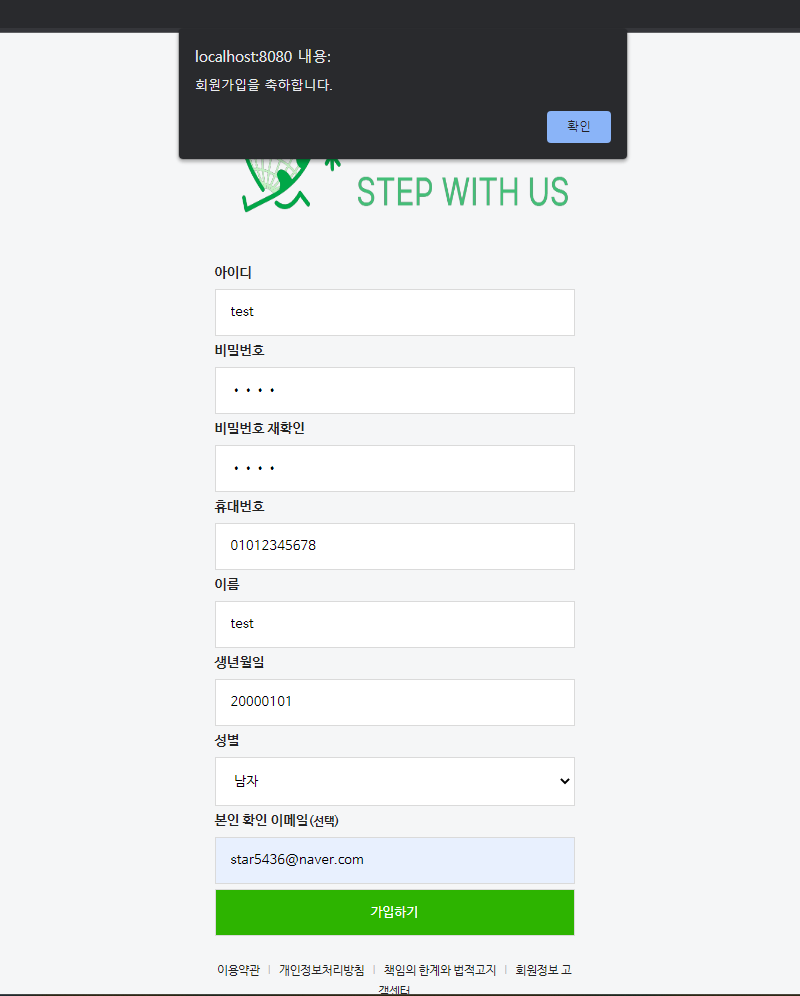 localhost:8080 내용:
회원가입을 축하합니다.
확인
STEP WITH US
아이디
test
비밀번호
비밀번호 재확인
휴대번호
01012345678
이름
test
생년월일
20000101
성별
남자
본인 확인 이메일(선택)
star5436@naver.com
가입하기
이용약관 | 개인정보처리방침 | 책임의 한계와 법적고지 | 회원정보 고
객센터